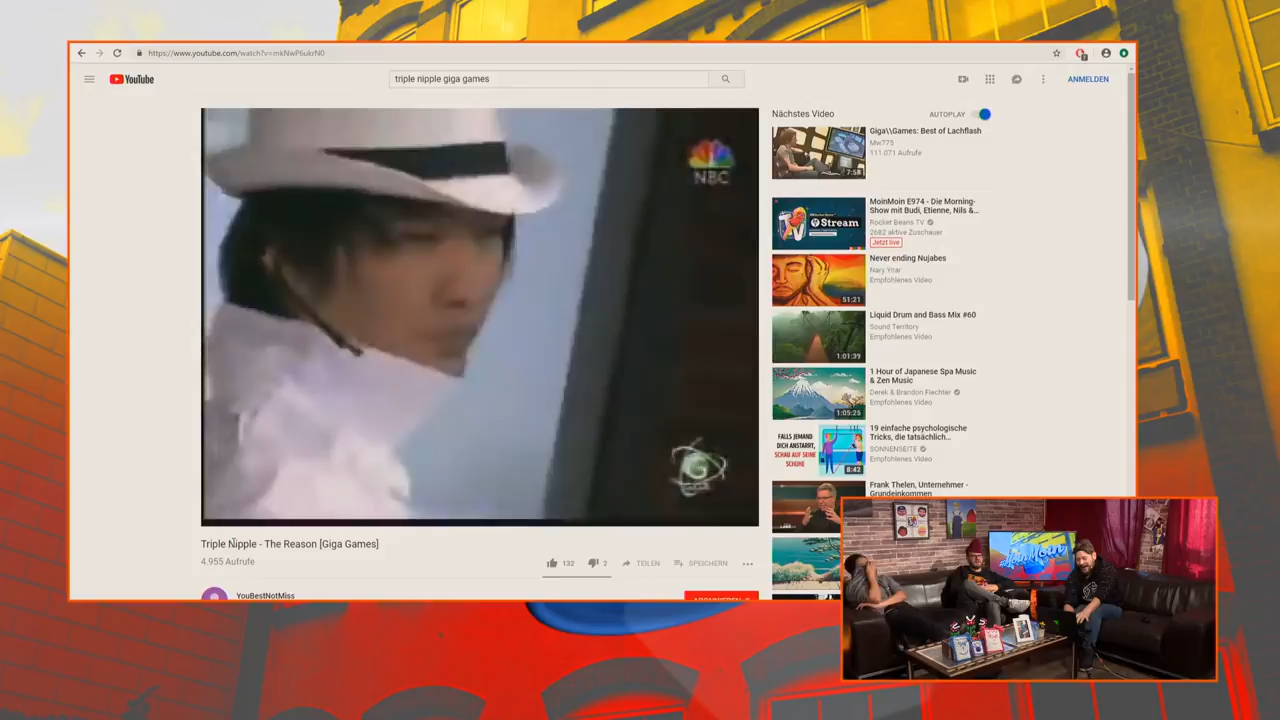 https://www.youtube.com/watch?v=mkNwP6ukrN0
YouTube
triple nipple giga games
ANMELDEN
NBC
Triple Nipple - The Reason [Giga Games]
4.955 Aufrufe
132
2
TEILEN
SPEICHERN
YouBestNotMiss
Nächstes Video
AUTOPLAY
7:58
Giga\\Games: Best of Lachflash
Mw775
111.071 Aufrufe
Stream
MoinMoin E974 - Die Morning-
Show mit Budi, Etienne, Nils &...
Rocket Beans TV
2682 aktive Zuschauer
Jetzt live
51:21
Never ending Nujabes
Nary Ynar
Empfohlenes Video
1:01:39
Liquid Drum and Bass Mix #60
Sound Territory
Empfohlenes Video
1:05:25
1 Hour of Japanese Spa Music
& Zen Music
Derek & Brandon Fiechter
Empfohlenes Video
FALLS JEMAND
DICH ANSTARRT,
SCHAU AUF SEINE
SCHUHE
8:42
19 einfache psychologische
Tricks, die tatsächlich...
SONNENSEITE
Empfohlenes Video
Frank Thelen, Unternehmer -
Grundeinkommen
#MoinMoin